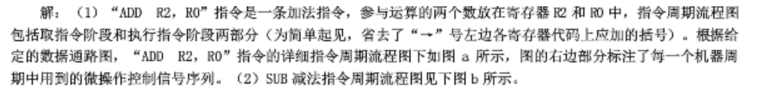 解：（1）“ADD R2，R0”指令是一条加法指令，参与运算的两个数放在寄存器 R2 和 R0 中，指令周期流程图
包括取指令阶段和执行指令阶段两部分（为简单起见，省去了“→”号左边各寄存器代码上应加的括号）。根据给
定的数据通路图，“ADD R2，R0”指令的详细指令周期流程图下如图 a 所示，图的右边部分标注了每一个机器周
期中用到的微操作控制信号序列。（2）SUB 减法指令周期流程图见下图 b 所示。